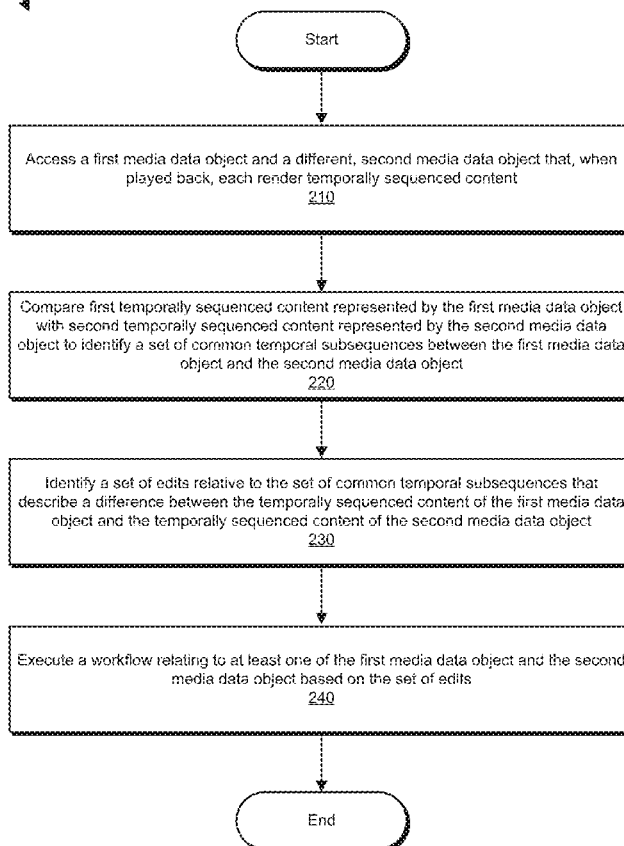 Start
Access a first media data object and a different, second media data object that, when
played back, each render temporally sequenced content
210
Compare first temporally sequenced content represented by the first media data object
with second temporally sequenced content represented by the second media data
object to identify a set of common temporal subsequences between the first media data
object and the second media data object
220
Identify a set of edits relative to the set of common temporal subsequences that
describe a difference between the temporally sequenced content of the first media data
object and the temporally sequenced content of the second media data object
230
Execute a workflow relating to at least one of the first media data object and the second
media data object based on the set of edits
240
End